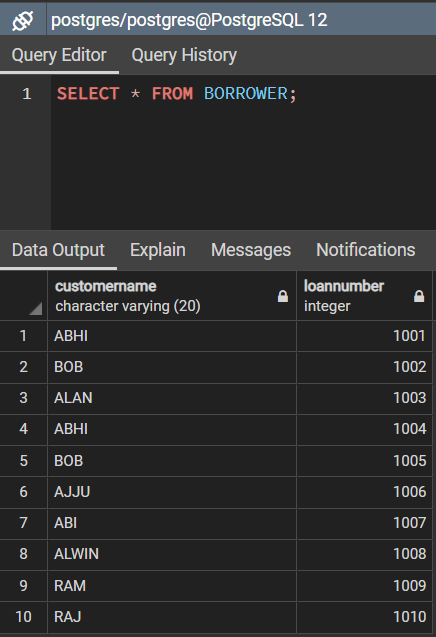 postgres/postgres@PostgreSQL 12
Query Editor Query History
1 SELECT * FROM BORROWER;
Data Output Explain Messages Notifications
customername loannumber
character varying (20) integer
1 ABHI 1001
2 BOB 1002
3 ALAN 1003
4 ABHI 1004
5 BOB 1005
6 AJJU 1006
7 ABI 1007
8 ALWIN 1008
9 RAM 1009
10 RAJ 1010